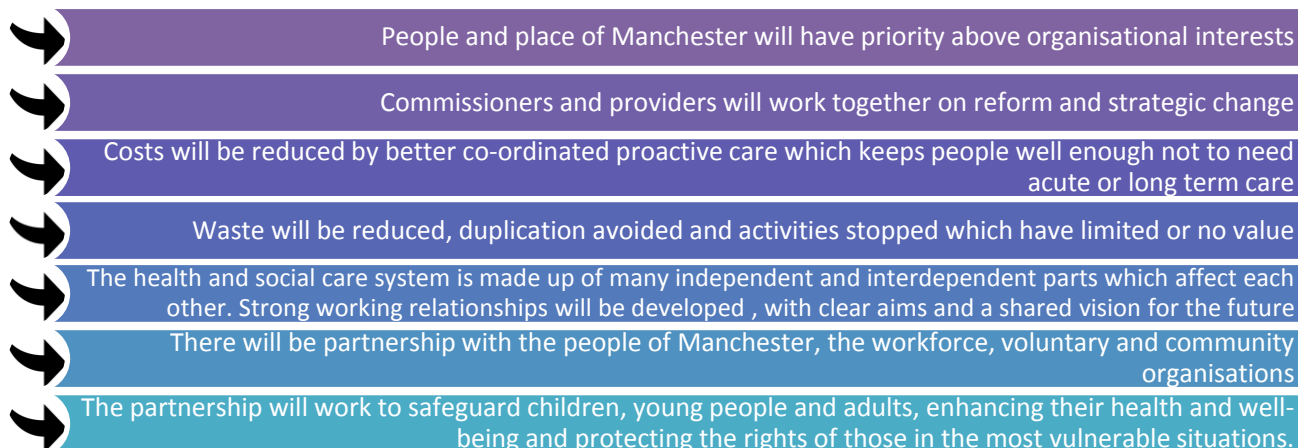 People and place of Manchester will have priority above organisational interests
Commissioners and providers will work together on reform and strategic change
Costs will be reduced by better co-ordinated proactive care which keeps people well enough not to need
acute or long term care
Waste will be reduced, duplication avoided and activities stopped which have limited or no value
The health and social care system is made up of many independent and interdependent parts which affect each
other. Strong working relationships will be developed , with clear aims and a shared vision for the future
There will be partnership with the people of Manchester, the workforce, voluntary and community
organisations
The partnership will work to safeguard children, young people and adults, enhancing their health and well-
being and protecting the rights of those in the most vulnerable situations.